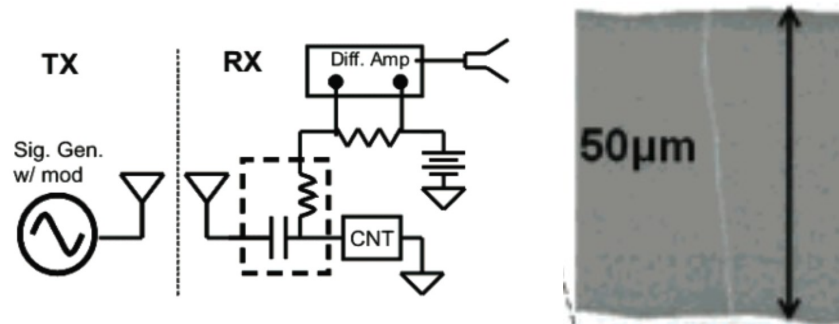 TX
RX
Diff. Amp
Sig. Gen.
w/ mod
CNT
50μm